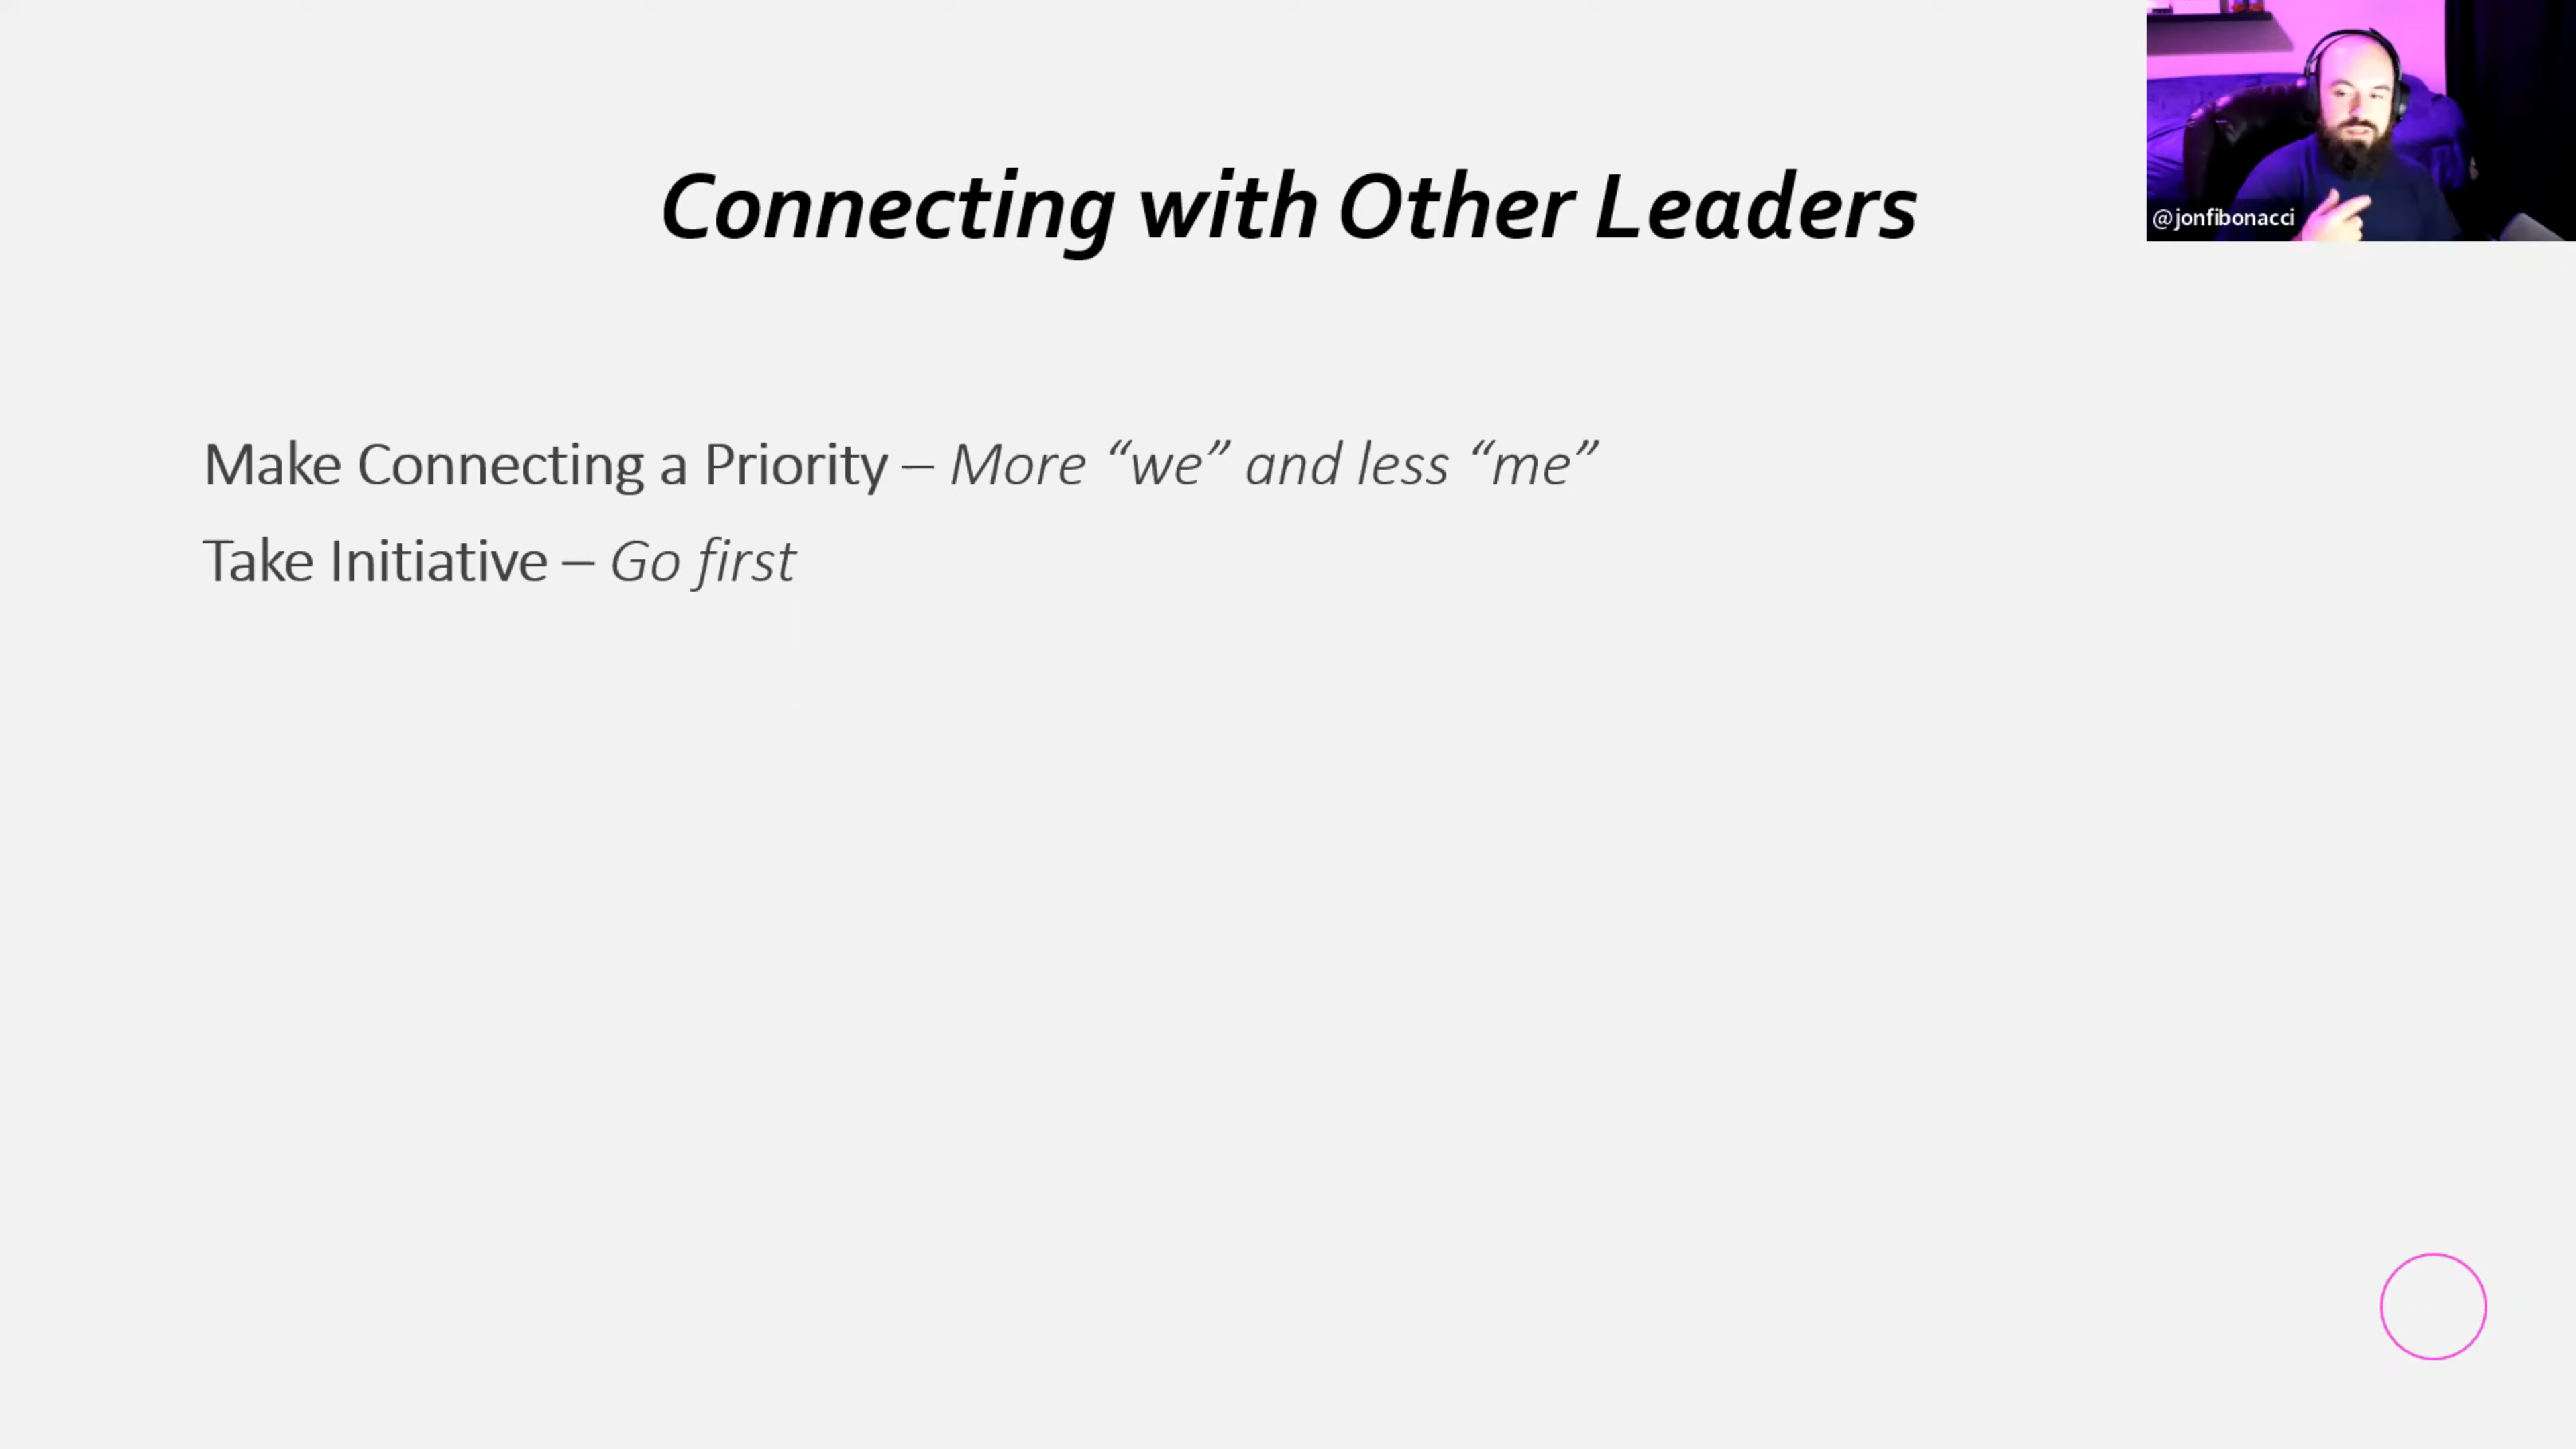 Connecting with Other Leaders
@jonfibonacci
Make Connecting a Priority – More “we” and less “me”
Take Initiative – Go first